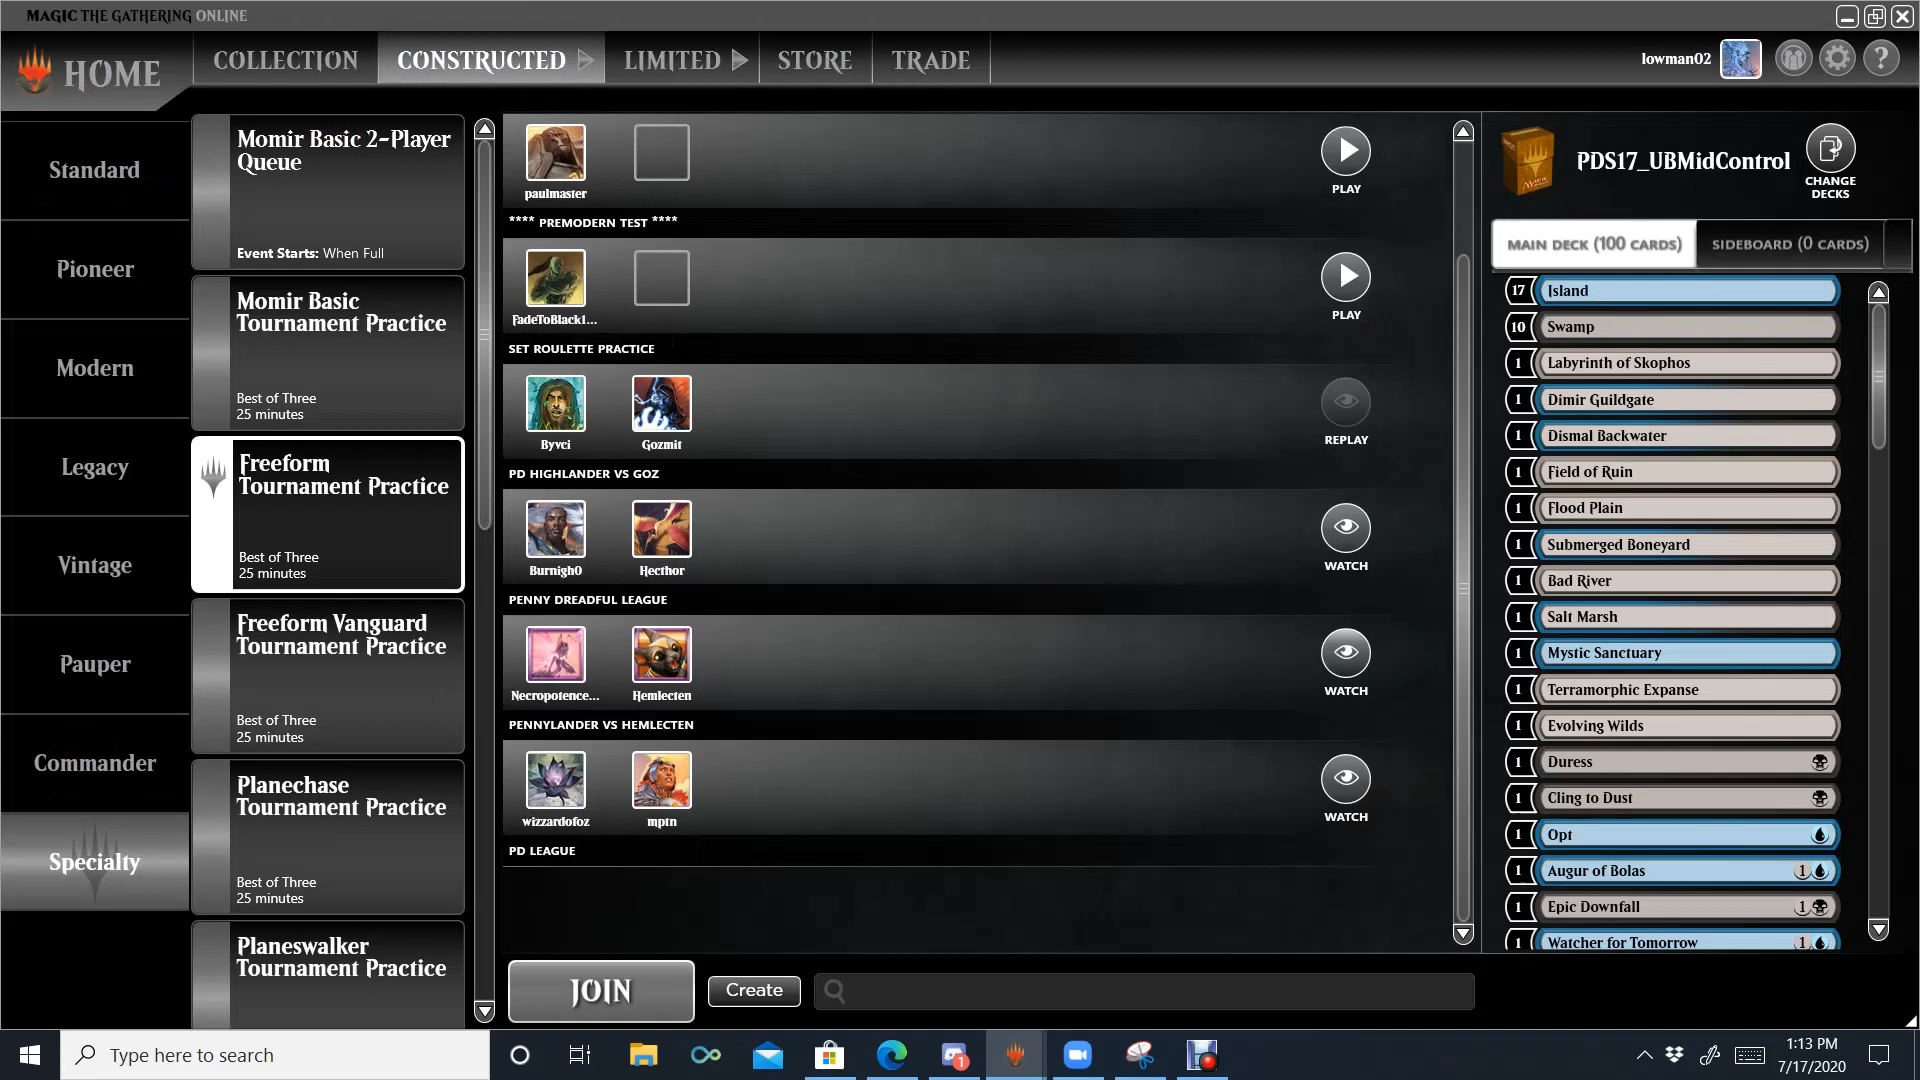 MAGIC THE GATHERING ONLINE
HOME
COLLECTION
CONSTRUCTED
LIMITED
STORE
TRADE
lowman02
?
Standard
Pioneer
Modern
Legacy
Vintage
Pauper
Commander
Specialty
Momir Basic 2-Player
Queue
Event Starts: When Full
Momir Basic
Tournament Practice
Best of Three
25 minutes
Freeform
Tournament Practice
Best of Three
25 minutes
Freeform Vanguard
Tournament Practice
Best of Three
25 minutes
Planechase
Tournament Practice
Best of Three
25 minutes
Planeswalker
Tournament Practice
paulmaster
PLAY
**** PREMODERN TEST ****
FadeToBlack1...
PLAY
SET ROULETTE PRACTICE
Byvci
Gozmit
REPLAY
PD HIGHLANDER VS GOZ
Burnigh0
Hecthor
WATCH
PENNY DREADFUL LEAGUE
Necropotence...
Hemlecten
WATCH
PENNYLANDER VS HEMLECTEN
wizzardofoz
mptn
WATCH
PD LEAGUE
JOIN
Create
PDS17_UBMidControl
CHANGE
DECKS
MAIN DECK (100 CARDS)
SIDEBOARD (0 CARDS)
17 Island
10 Swamp
1 Labyrinth of Skophos
1 Dimir Guildgate
1 Dismal Backwater
1 Field of Ruin
1 Flood Plain
1 Submerged Boneyard
1 Bad River
1 Salt Marsh
1 Mystic Sanctuary
1 Terramorphic Expanse
1 Evolving Wilds
1 Duress
1 Cling to Dust
1 Opt
1 Augur of Bolas 1
1 Epic Downfall 1
1 Watcher for Tomorrow 1
Type here to search
1
1:13 PM
7/17/2020